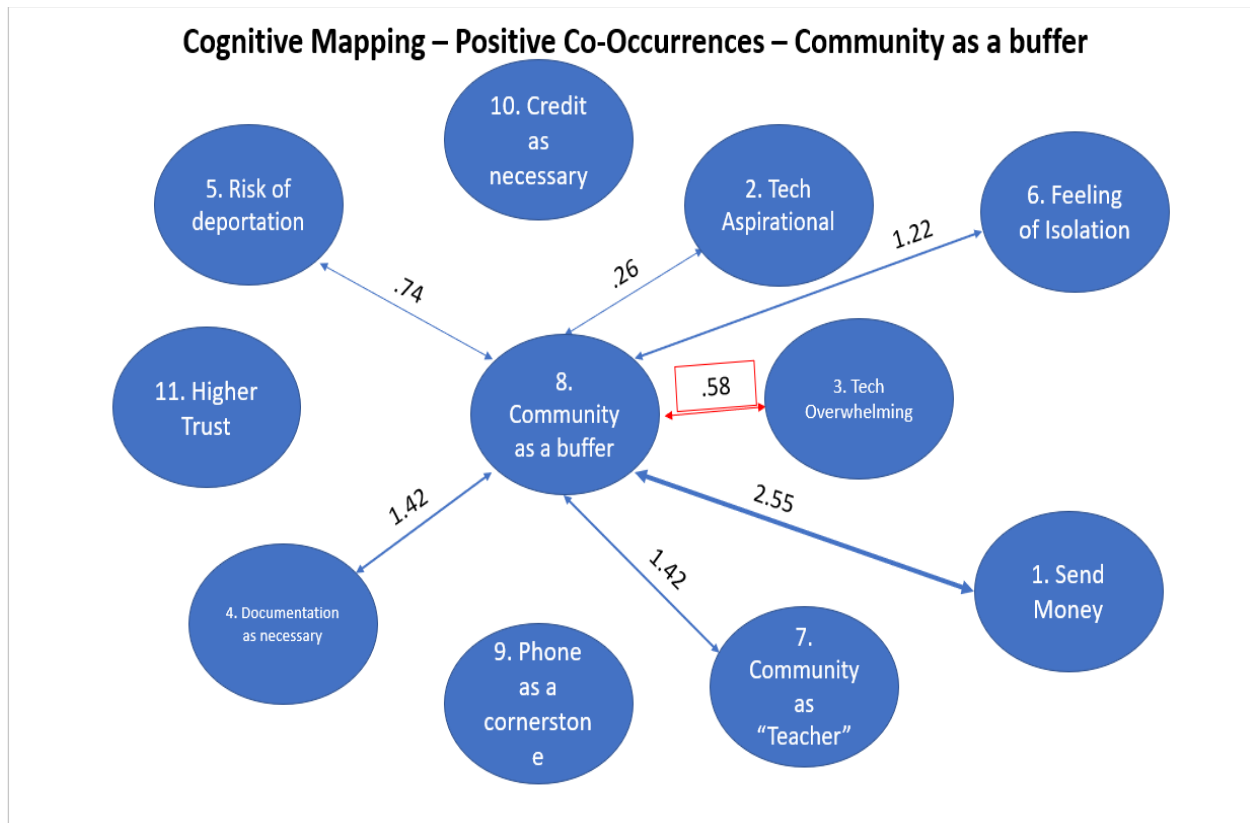 Cognitive Mapping – Positive Co-Occurrences – Community as a buffer
10. Credit
as
necessary
5. Risk of
deportation
2. Tech
Aspirational
6. Feeling
of Isolation
1.22
.26
.74
11. Higher
Trust
8.
Community
as a buffer
.58
3. Tech
Overwhelming
1.42
2.55
1.42
1. Send
Money
4. Documentation
as necessary
9. Phone
as a
cornerston
e
7.
Community
as
“Teacher”